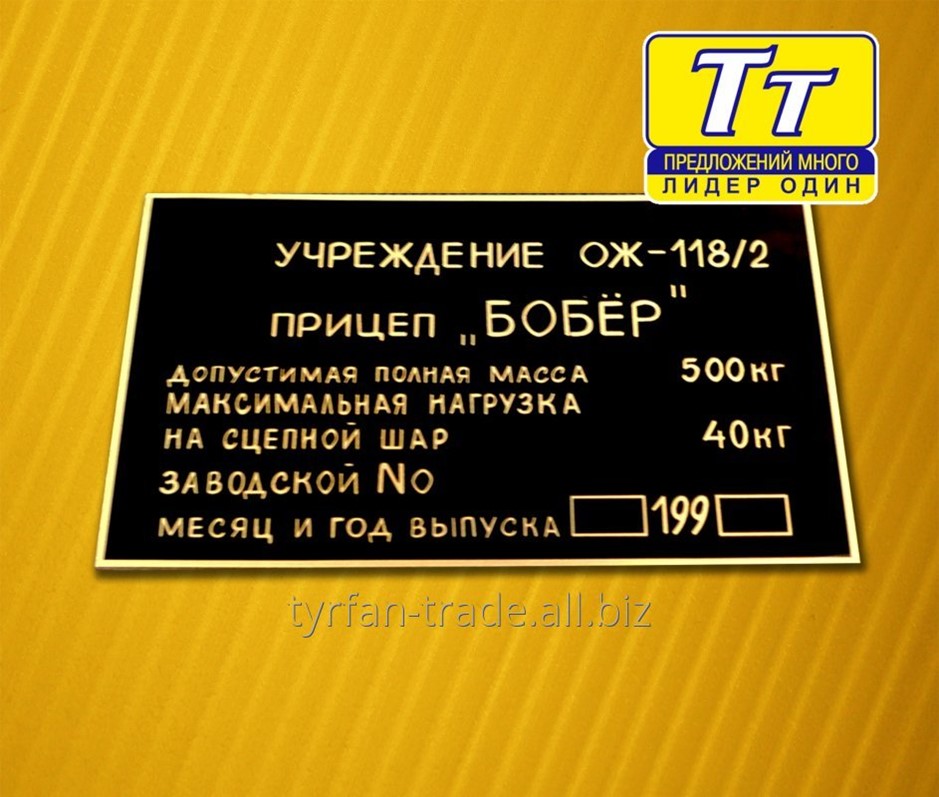 Тт
ПРЕДЛОЖЕНИЙ МНОГО
ЛИДЕР ОДИН
УЧРЕЖДЕНИЕ ОЖ-118/2
ПРИЦЕП „БОБЁР"
ДОПУСТИМАЯ ПОЛНАЯ МАССА 500кг
МАКСИМАЛЬНАЯ НАГРУЗКА
НА СЦЕПНОЙ ШАР 40кг
ЗАВОДСКОЙ NO
МЕСЯЦ И ГОД ВЫПУСКА 199
tyrfan-trade.all.biz